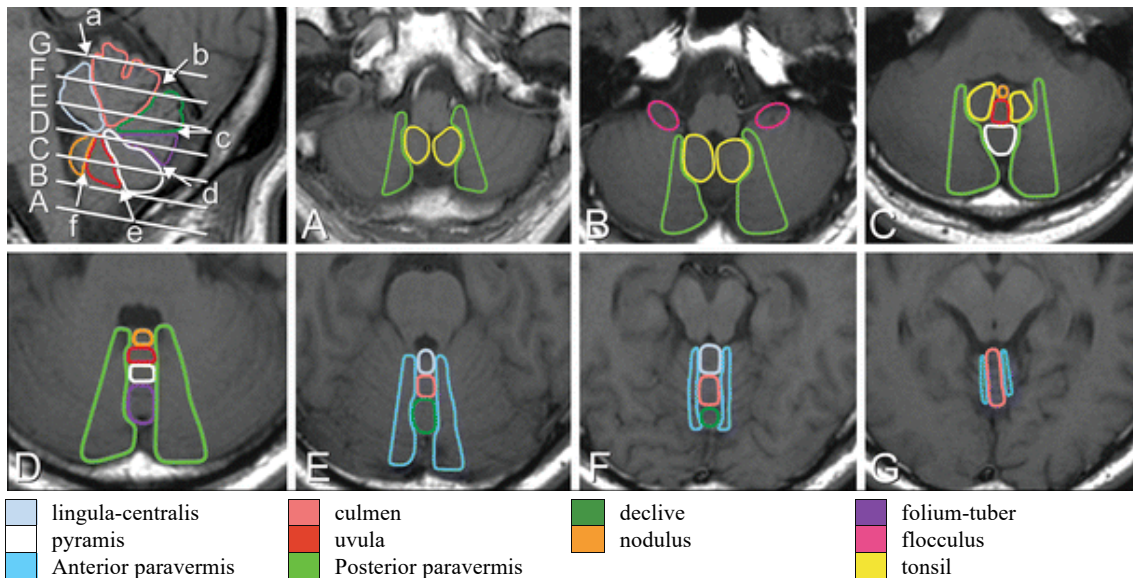 a
G
b
F
E
D
c
C
B
d
A
f
e
A
B
C
D
E
F
G
lingula-centralis
culmen
declive
folium-tuber
pyramis
uvula
nodulus
flocculus
Anterior paravermis
Posterior paravermis
tonsil